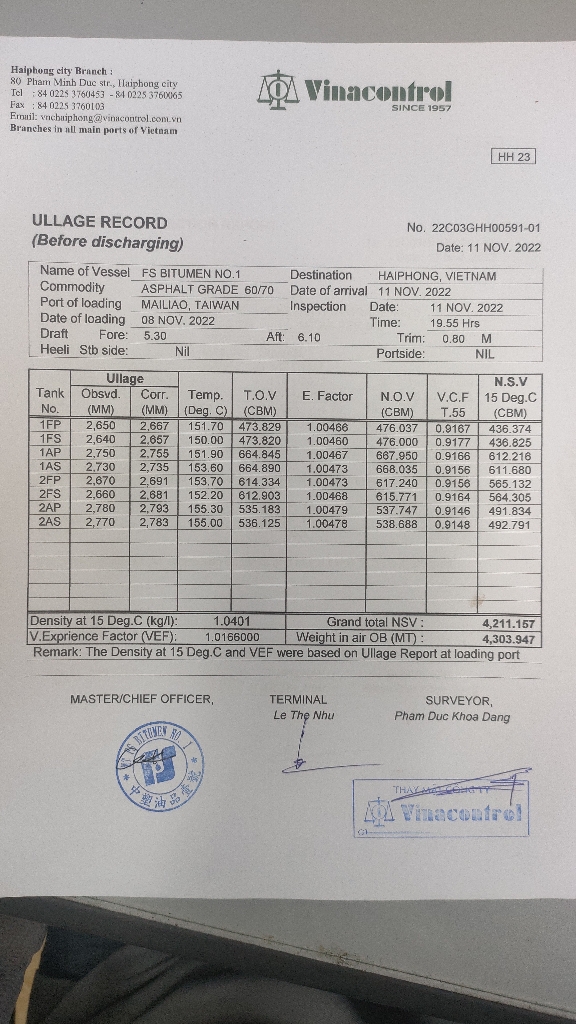 Haiphong city Branch :
80 Pham Minh Duc str., Haiphong city
Tel : 84 0225 3760453 - 84 0225 3760065
Fax : 84 0225 3760103
Email: vnchaiphong@vinacontrol.com.vn
Branches in all main ports of Vietnam
Vinacontrol
SINCE 1957
HH 23
ULLAGE RECORD
(Before discharging)
No. 22C03GHH00591-01
Date: 11 NOV. 2022
Name of Vessel FS BITUMEN NO.1 Destination HAIPHONG, VIETNAM
Commodity ASPHALT GRADE 60/70 Date of arrival 11 NOV. 2022
Port of loading MAILIAO, TAIWAN Inspection Date: 11 NOV. 2022
Date of loading 08 NOV. 2022 Time: 19.55 Hrs
Draft Fore: 5.30 Aft: 6.10 Trim: 0.80 M
Heeli Stb side: Nil Portside: NIL
Tank No. Ullage Obsvd. (MM) Corr. (MM) Temp. (Deg. C) T.O.V (CBM) E. Factor N.O.V (CBM) V.C.F T.55 N.S.V 15 Deg.C (CBM)
1FP 2,650 2,667 151.70 473.829 1.00466 476.037 0.9167 436.374
1FS 2,640 2,657 150.00 473.820 1.00460 476.000 0.9177 436.825
1AP 2,750 2,755 151.90 664.845 1.00467 667.950 0.9166 612.216
1AS 2,730 2,735 153.60 664.890 1.00473 668.035 0.9156 611.680
2FP 2,670 2,691 153.70 614.334 1.00473 617.240 0.9156 565.132
2FS 2,660 2,681 152.20 612.903 1.00468 615.771 0.9164 564.305
2AP 2,780 2,793 155.30 535.183 1.00479 537.747 0.9146 491.834
2AS 2,770 2,783 155.00 536.125 1.00478 538.688 0.9148 492.791
Density at 15 Deg.C (kg/l): 1.0401 Grand total NSV : 4,211.157
V.Exprience Factor (VEF): 1.0166000 Weight in air OB (MT) : 4,303.947
Remark: The Density at 15 Deg.C and VEF were based on Ullage Report at loading port
MASTER/CHIEF OFFICER,
TERMINAL
Le The Nhu
SURVEYOR,
Pham Duc Khoa Dang
FS BITUMEN NO. 1
中塑油品壹號
THAY MẶT CÔNG TY
Vinacontrol